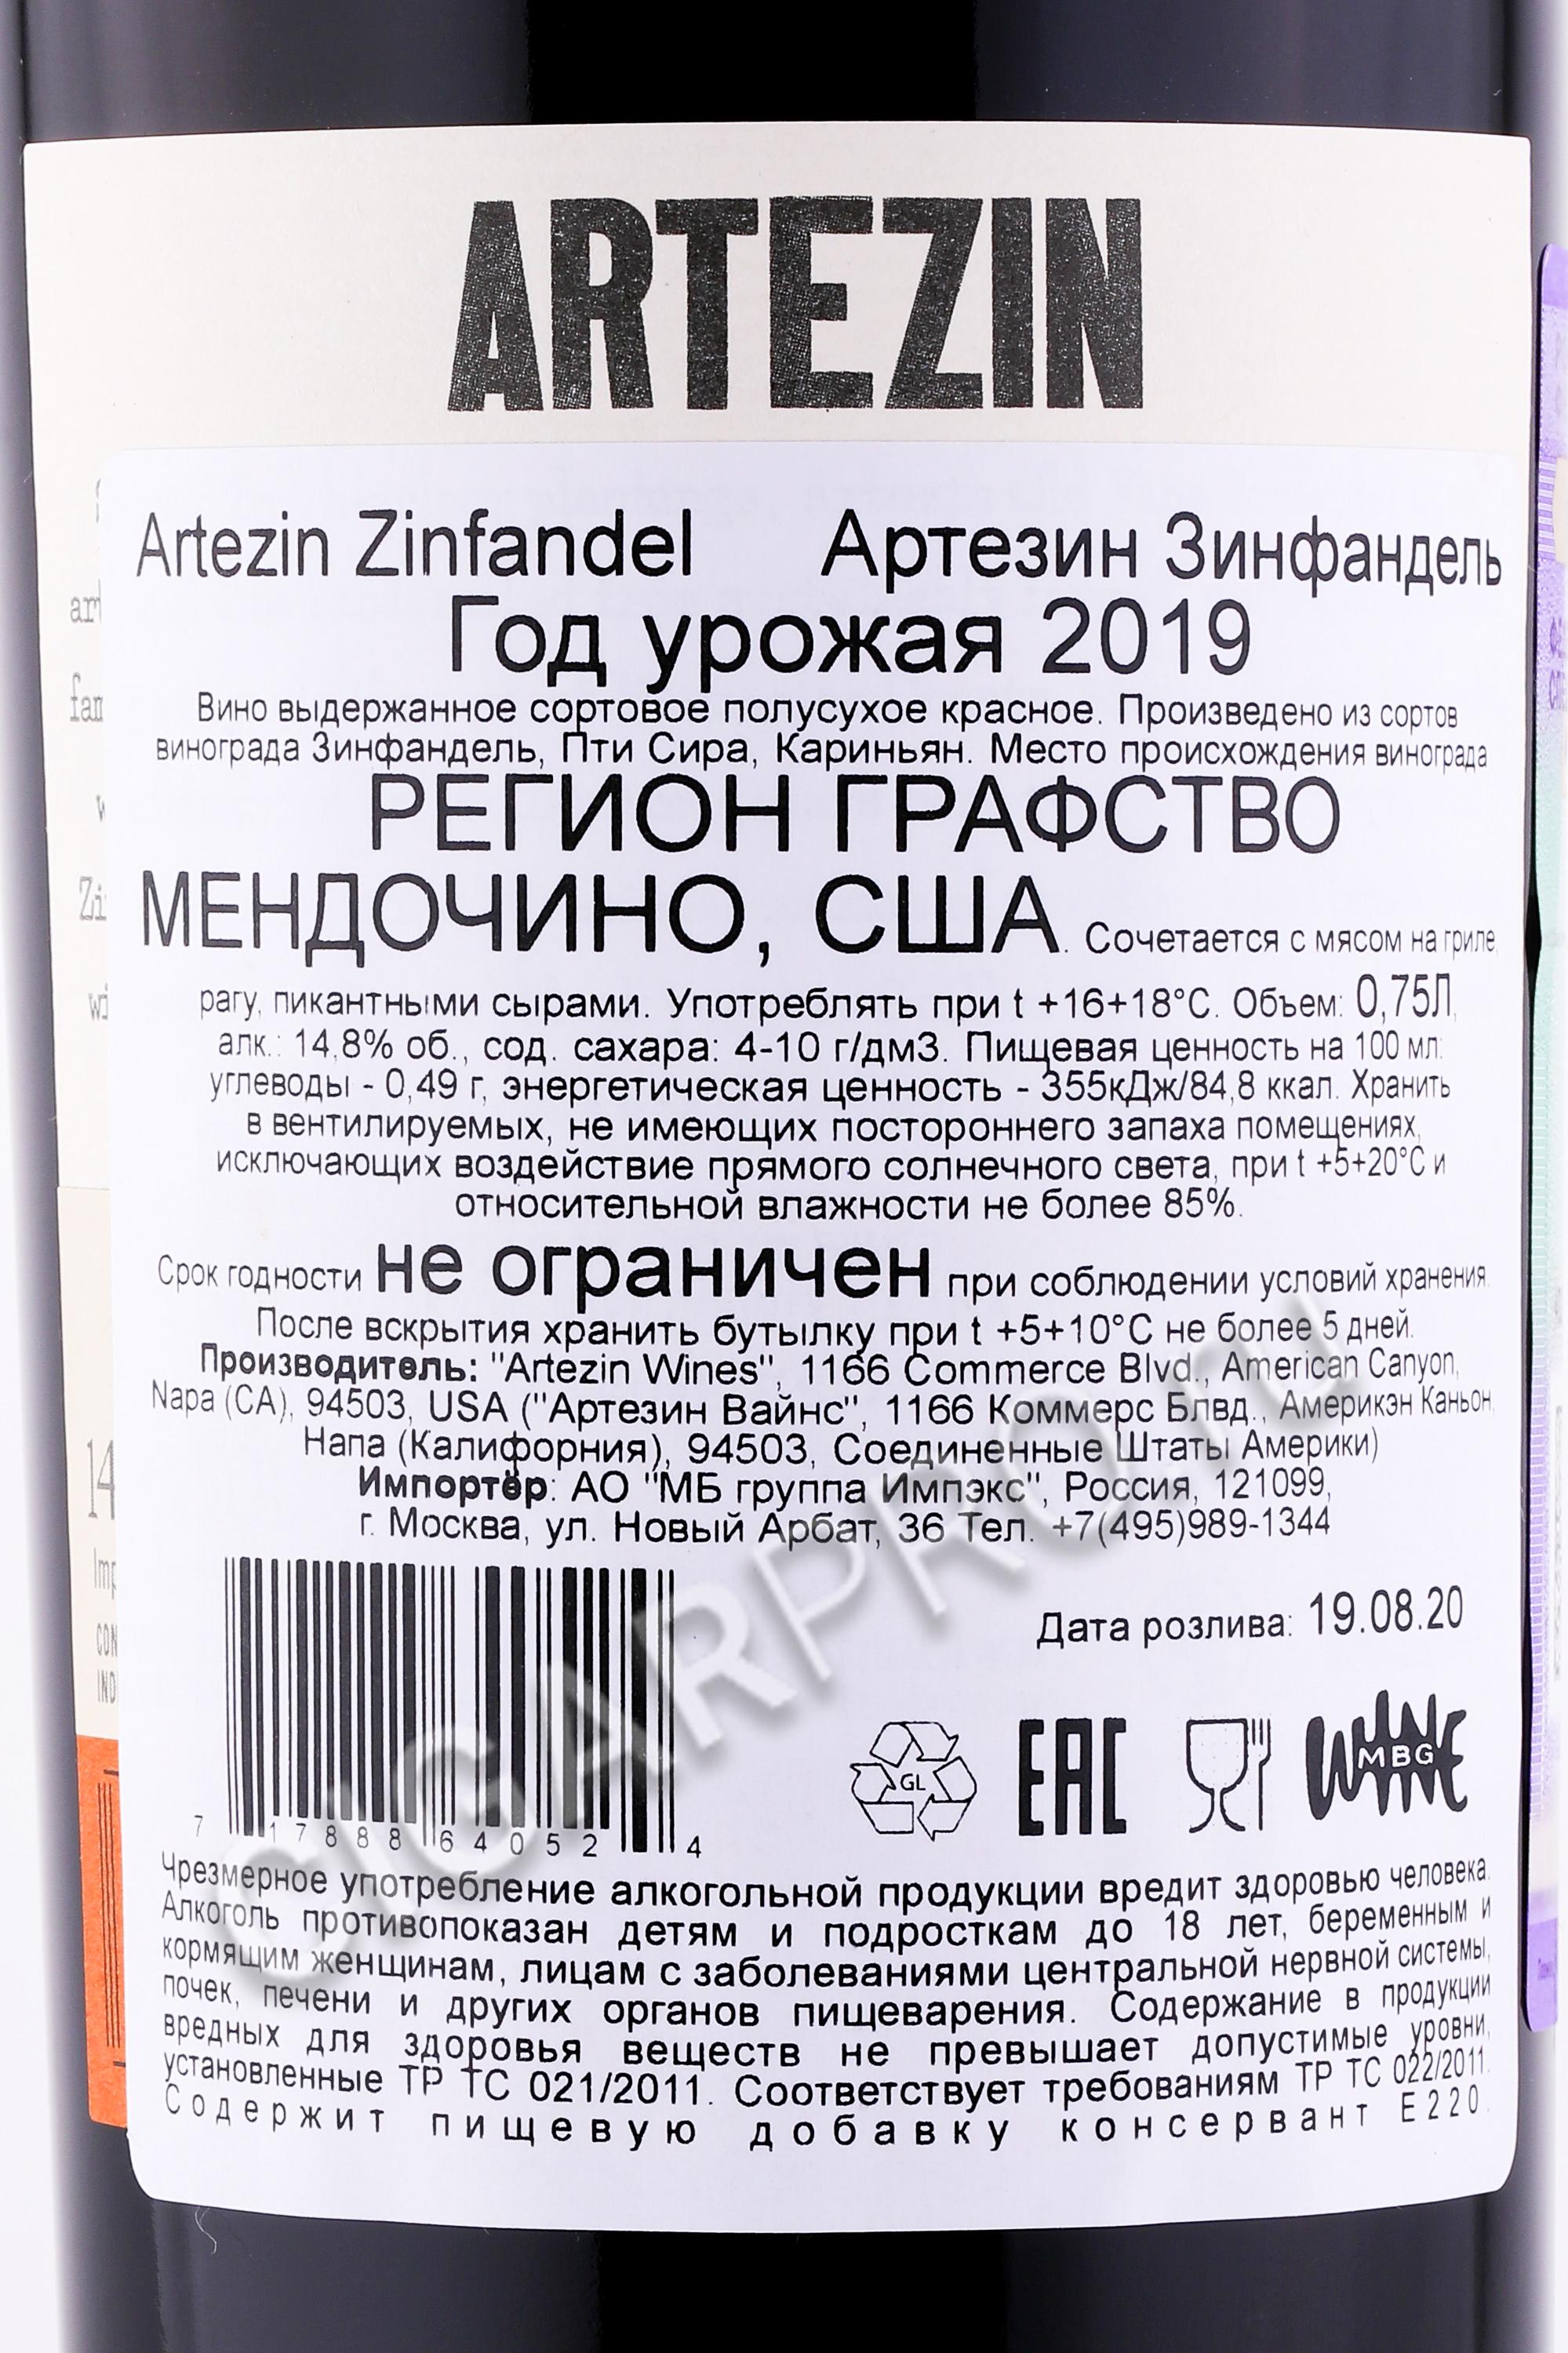 ARTEZIN
Artezin Zinfandel Артезин Зинфандель
Год урожая 2019
Вино выдержанное сортовое полусухое красное. Произведено из сортов
винограда Зинфандель, Пти Сира, Кариньян. Место происхождения винограда
РЕГИОН ГРАФСТВО
МЕНДОЧИНО, США. Сочетается с мясом на гриле,
рагу, пикантными сырами. Употреблять при t +16+18°C. Объем: 0,75Л,
алк.: 14,8% об., сод. сахара: 4-10 г/дм3. Пищевая ценность на 100 мл:
углеводы - 0,49 г, энергетическая ценность - 355кДж/84,8 ккал. Хранить
в вентилируемых, не имеющих постороннего запаха помещениях,
исключающих воздействие прямого солнечного света, при t +5+20°C и
относительной влажности не более 85%.
Срок годности не ограничен при соблюдении условий хранения.
После вскрытия хранить бутылку при t +5+10°C не более 5 дней.
Производитель: "Artezin Wines", 1166 Commerce Blvd., American Canyon,
Napa (CA), 94503, USA ("Артезин Вайнс", 1166 Коммерс Блвд., Америкэн Каньон,
Напа (Калифорния), 94503, Соединенные Штаты Америки)
Импортёр: АО "МБ группа Импэкс", Россия, 121099,
г. Москва, ул. Новый Арбат, 36 Тел. +7(495)989-1344
Дата розлива: 19.08.20
GL EAC WINE MBG
7 17888 64052 4
CIGARPRO.ru
Чрезмерное употребление алкогольной продукции вредит здоровью человека.
Алкоголь противопоказан детям и подросткам до 18 лет, беременным и
кормящим женщинам, лицам с заболеваниями центральной нервной системы,
почек, печени и других органов пищеварения. Содержание в продукции
вредных для здоровья веществ не превышает допустимые уровни,
установленные ТР ТС 021/2011. Соответствует требованиям ТР ТС 022/2011.
Содержит пищевую добавку консервант Е220.